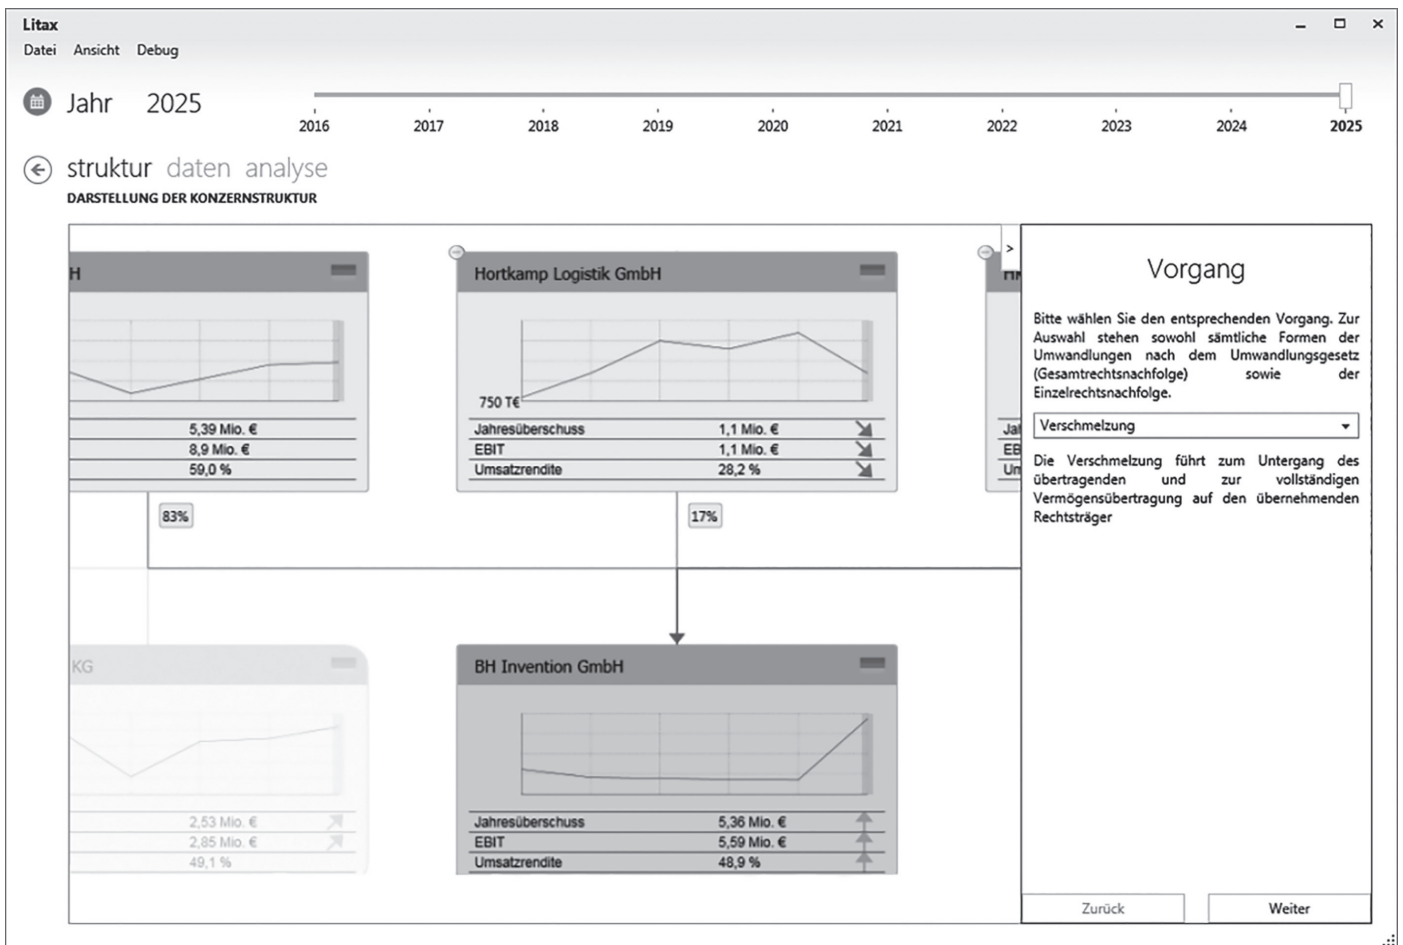 Litax
Datei Ansicht Debug
Jahr 2025
2016 2017 2018 2019 2020 2021 2022 2023 2024 2025
struktur daten analyse
DARSTELLUNG DER KONZERNSTRUKTUR
H
5,39 Mio. €
8,9 Mio. €
59,0 %
83%
Hortkamp Logistik GmbH
750 T€
Jahresüberschuss 1,1 Mio. €
EBIT 1,1 Mio. €
Umsatzrendite 28,2 %
17%
Jal
EB
Un
KG
2,53 Mio. €
2,85 Mio. €
49,1 %
BH Invention GmbH
Jahresüberschuss 5,36 Mio. €
EBIT 5,59 Mio. €
Umsatzrendite 48,9 %
>
Vorgang
Bitte wählen Sie den entsprechenden Vorgang. Zur
Auswahl stehen sowohl sämtliche Formen der
Umwandlungen nach dem Umwandlungsgesetz
(Gesamtrechtsnachfolge) sowie der
Einzelrechtsnachfolge.
Verschmelzung
Die Verschmelzung führt zum Untergang des
übertragenden und zur vollständigen
Vermögensübertragung auf den übernehmenden
Rechtsträger
Zurück Weiter